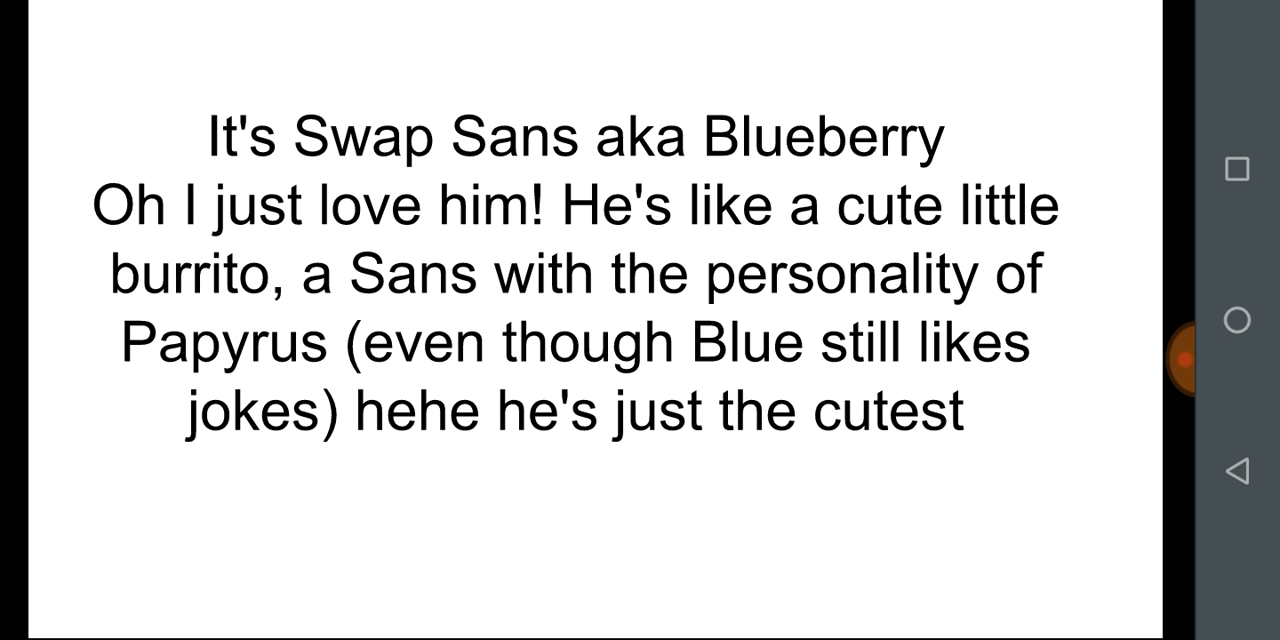 It's Swap Sans aka Blueberry
Oh I just love him! He's like a cute little
burrito, a Sans with the personality of
Papyrus (even though Blue still likes
jokes) hehe he's just the cutest